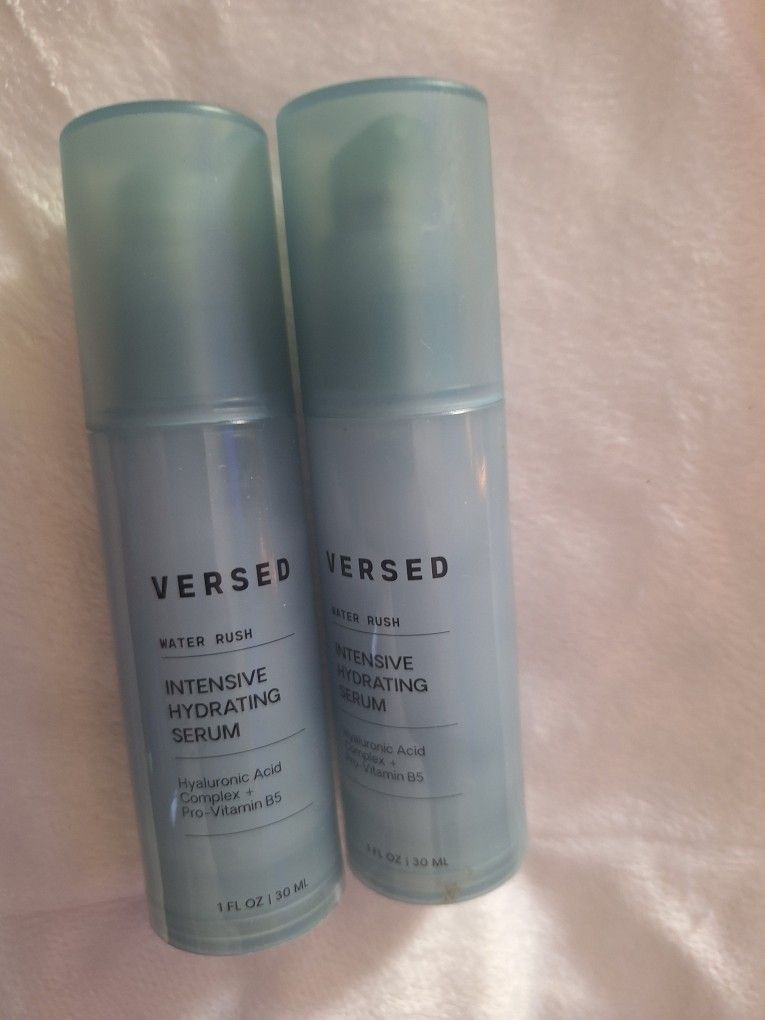 VERSED
WATER RUSH
INTENSIVE
HYDRATING
SERUM
Hyaluronic Acid
Complex +
Pro-Vitamin B5
1 FL OZ | 30 ML
VERSED
WATER RUSH
INTENSIVE
HYDRATING
SERUM
Hyaluronic Acid
Complex +
Pro-Vitamin B5
1 FL OZ | 30 ML